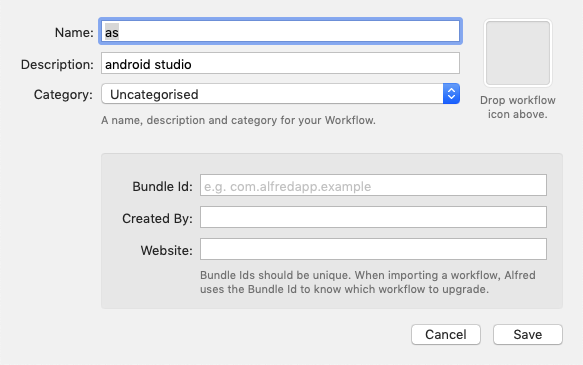 Name: as
Description: android studio
Category: Uncategorised
A name, description and category for your Workflow.
Drop workflow
icon above.
Bundle Id: e.g. com.alfredapp.example
Created By:
Website:
Bundle Ids should be unique. When importing a workflow, Alfred
uses the Bundle Id to know which workflow to upgrade.
Cancel Save